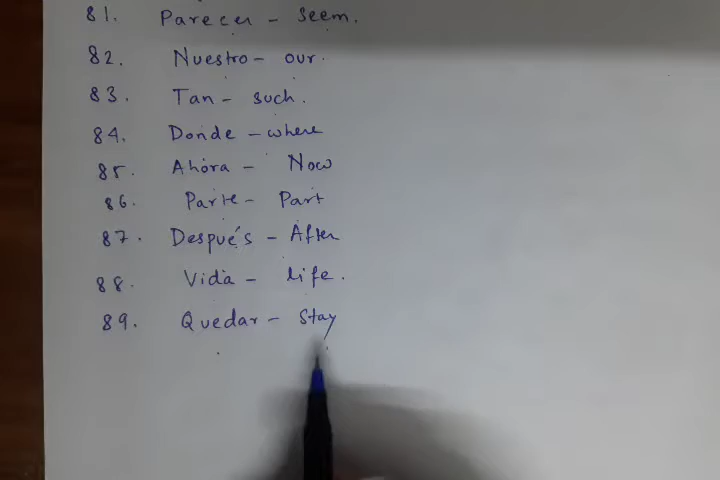 81. Parecer - Seem.
82. Nuestro - our.
83. Tan - such.
84. Donde - where
85. Ahora - Now
86. Parte - Part
87. Después - After
88. Vida - life.
89. Quedar - Stay